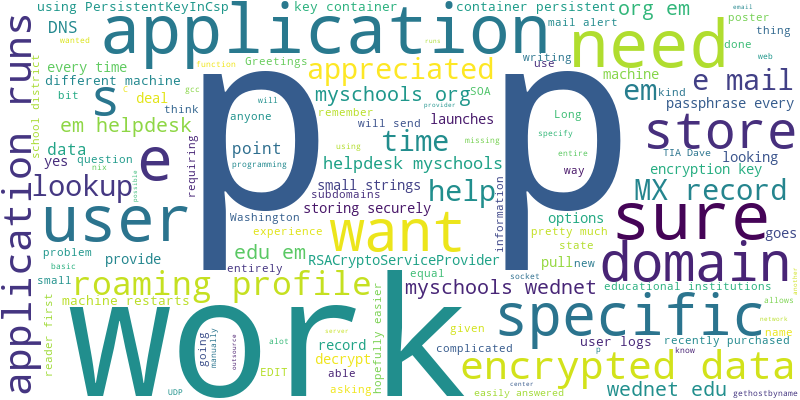 using PersistentKeyInCsp
key container
container persistent
org em
DNS
application
mail alert
poster
every time
Greetings
writing
done
thing
different machine
appreciated
use
need
machine
e mail
bit
deal
s
myschools org
SOA
kind
em
passphrase every
school district
function
gcc
remember
think
will
launches
em helpdesk
anyone
will send
Long
store
data
e
time
specify
TIA Dave
web
yes
question
point
helpdesk myschools
entire
looking
provider
missing
encryption key
lookup
requiring
programming
using
way
small strings
help
options
MX record
possible
nix
Washington
subdomains
storing securely
pretty much
goes
user
experience
want
information
state
sure
problem
edu em
RSACryptoServiceProvider
pull
new
domain
provide
entirely
equal
socket
educational institutions
another
small
basic
roaming profile
myschools wednet
allows
machine restarts
p
p
work
specific
name
reader first
going
manually
outsource
server
alot
record
given
user logs
recently purchased
network
EDIT
decrypt
hopefully easier
complicated
p
know
application runs
able
encrypted data
UDP
asking
center
easily answered
wednet edu
gethostbyname
email
wanted
runs